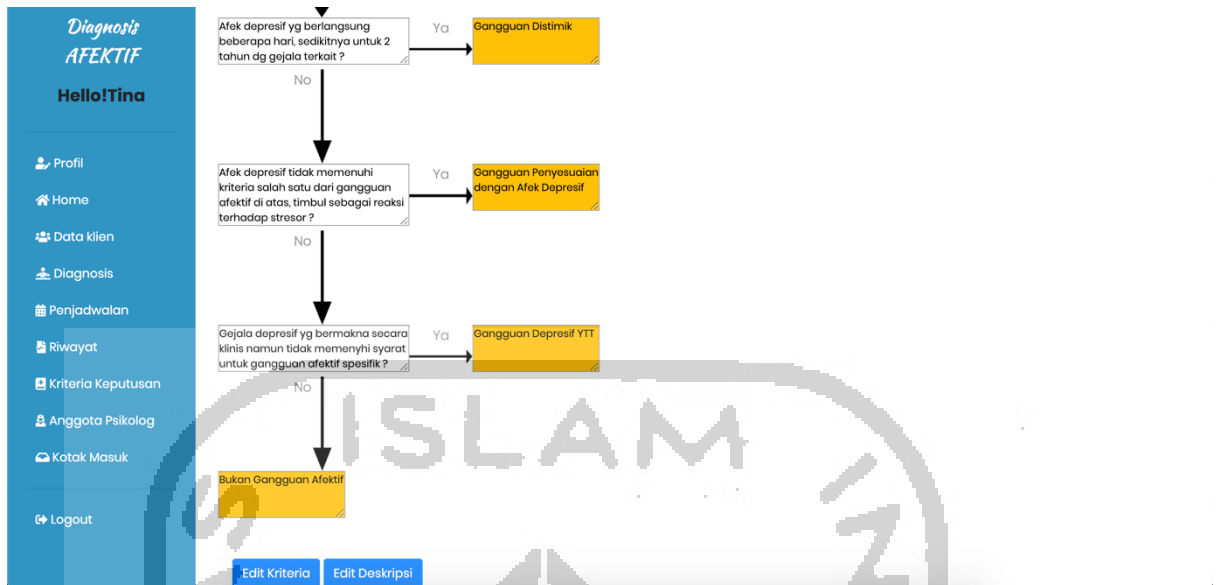 Diagnosis
AFEKTIF
Hello!Tina
Profil
Home
Data klien
Diagnosis
Penjadwalan
Riwayat
Kriteria Keputusan
Anggota Psikolog
Kotak Masuk
Logout
Afek depresif yg berlangsung
beberapa hari, sedikitnya untuk 2
tahun dg gejala terkait ?
Ya
Gangguan Distimik
No
Afek depresif tidak memenuhi
kriteria salah satu dari gangguan
afektif di atas, timbul sebagai reaksi
terhadap stresor ?
Ya
Gangguan Penyesuaian
dengan Afek Depresif
No
Gejala depresif yg bermakna secara
klinis namun tidak memenyhi syarat
untuk gangguan afektif spesifik ?
Ya
Gangguan Depresif YTT
No
Bukan Gangguan Afektif
Edit Kriteria
Edit Deskripsi
ISLAM